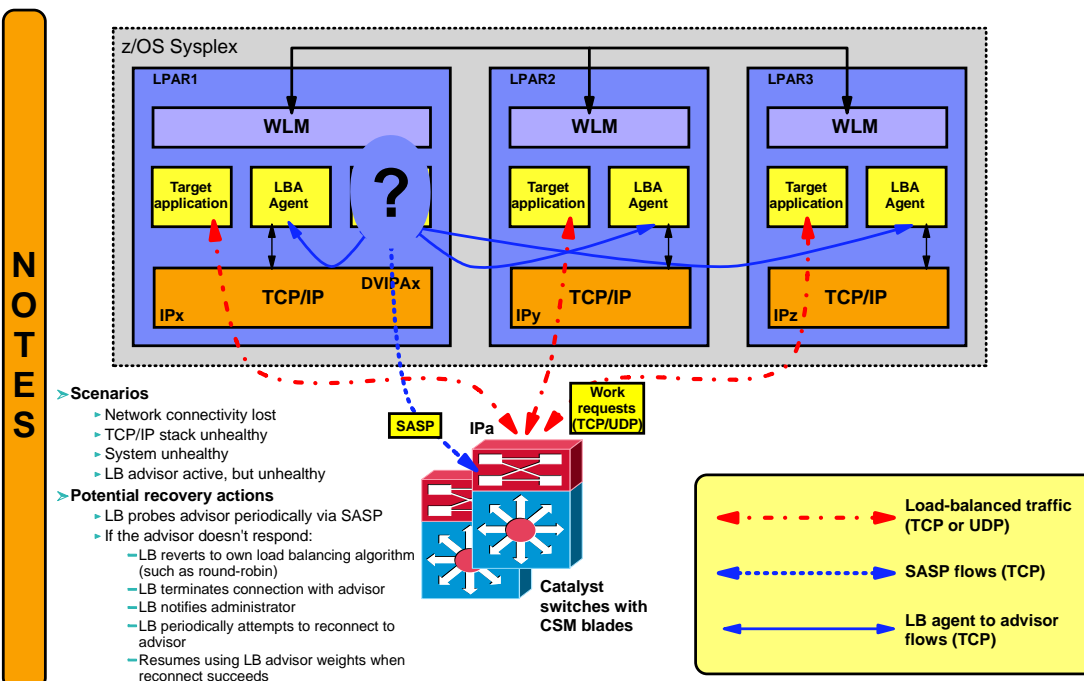 NOTES
z/OS Sysplex
LPAR1
LPAR2
LPAR3
WLM
WLM
WLM
Target
application
LBA
Agent
?
Target
application
LBA
Agent
Target
application
LBA
Agent
TCP/IP
DVIPAx
IPx
TCP/IP
IPy
TCP/IP
IPz
➢Scenarios
►Network connectivity lost
►TCP/IP stack unhealthy
►System unhealthy
►LB advisor active, but unhealthy
➢Potential recovery actions
►LB probes advisor periodically via SASP
►If the advisor doesn't respond:
–LB reverts to own load balancing algorithm
(such as round-robin)
–LB terminates connection with advisor
–LB notifies administrator
–LB periodically attempts to reconnect to
advisor
–Resumes using LB advisor weights when
reconnect succeeds
SASP
IPa
Work
requests
(TCP/UDP)
Catalyst
switches with
CSM blades
Load-balanced traffic
(TCP or UDP)
SASP flows (TCP)
LB agent to advisor
flows (TCP)